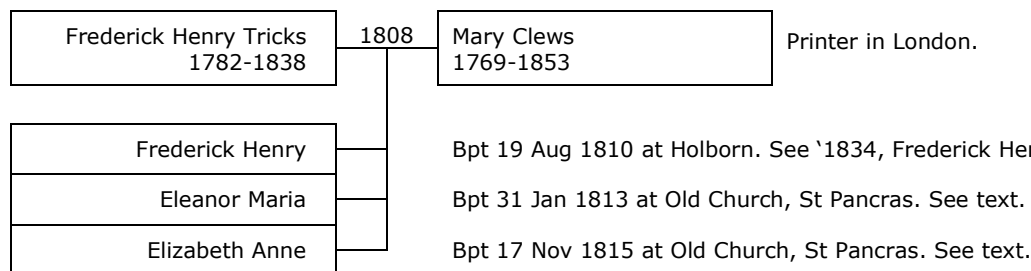 Frederick Henry Tricks 1808 Mary Clews Printer in London.
1782-1838 1769-1853
Frederick Henry Bpt 19 Aug 1810 at Holborn. See ‘1834, Frederick
Eleanor Maria Bpt 31 Jan 1813 at Old Church, St Pancras. See text.
Elizabeth Anne Bpt 17 Nov 1815 at Old Church, St Pancras. See text.